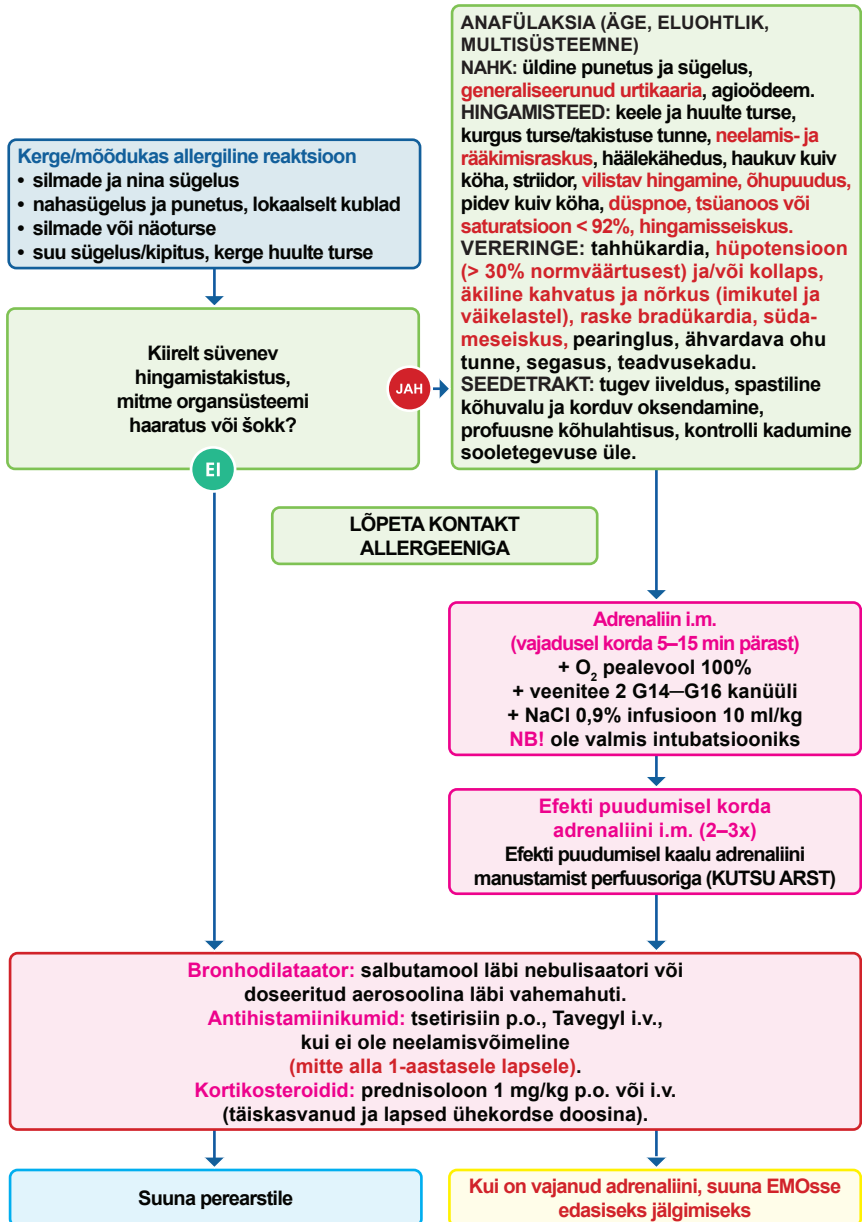 Kerge/mõõdukas allergiline reaktsioon
• silmade ja nina sügelus
• nahasügelus ja punetus, lokaalselt kublad
• silmade või näoturse
• suu sügelus/kipitus, kerge huulte turse
Kiirelt süvenev
hingamistakistus,
mitme organsüsteemi
haaratus või šokk?
JAH
EI
ANAFÜLAKSIA (ÄGE, ELUOHTLIK,
MULTISÜSTEEMNE)
NAHK: üldine punetus ja sügelus,
generaliseerunud urtikaaria, agioödeem.
HINGAMISTEED: keele ja huulte turse,
kurgus turse/takistuse tunne, neelamis- ja
rääkimisraskus, häälekähedus, haukuv kuiv
köha, striidor, vilistav hingamine, õhupuudus,
pidev kuiv köha, düspnoe, tsüanoos või
saturatsioon < 92%, hingamisseiskus.
VERERINGE: tahhükardia, hüpotensioon
(> 30% normväärtusest) ja/või kollaps,
äkiline kahvatus ja nõrkus (imikutel ja
väikelastel), raske bradükardia, süda-
meseiskus, pearinglus, ähvardava ohu
tunne, segasus, teadvusekadu.
SEEDETRAKT: tugev iiveldus, spastiline
kõhuvalu ja korduv oksendamine,
profuusne kõhulahtisus, kontrolli kadumine
sooletegevuse üle.
LÕPETA KONTAKT
ALLERGEENIGA
Adrenaliin i.m.
(vajadusel korda 5–15 min pärast)
+ O₂ pealevool 100%
+ veenitee 2 G14—G16 kanüüli
+ NaCl 0,9% infusioon 10 ml/kg
NB! ole valmis intubatsiooniks
Efekti puudumisel korda
adrenaliini i.m. (2–3x)
Efekti puudumisel kaalu adrenaliini
manustamist perfuusoriga (KUTSU ARST)
Bronhodilataator: salbutamool läbi nebulisaatori või
doseeritud aerosoolina läbi vahemahuti.
Antihistamiinikumid: tsetirisiin p.o., Tavegyl i.v.,
kui ei ole neelamisvõimeline
(mitte alla 1-aastasele lapsele).
Kortikosteroidid: prednisoloon 1 mg/kg p.o. või i.v.
(täiskasvanud ja lapsed ühekordse doosina).
Suuna perearstile
Kui on vajanud adrenaliini, suuna EMOsse
edasiseks jälgimiseks